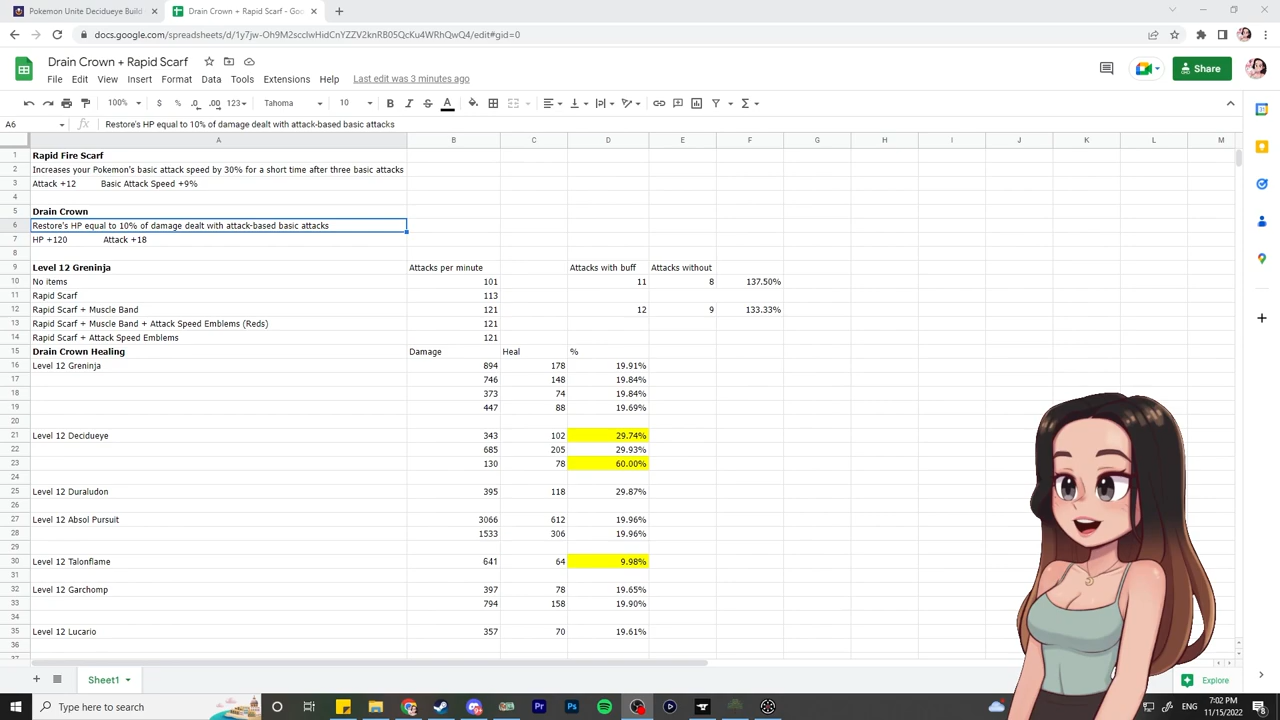 Pokemon Unite Decidueye Build
Drain Crown + Rapid Scarf - Goo
docs.google.com/spreadsheets/d/1y7jw-Oh9M2scclwHidCnYZZV2knRB05QcKu4WRhQwQ4/edit#gid=0
Drain Crown + Rapid Scarf
File Edit View Insert Format Data Tools Extensions Help Last edit was 3 minutes ago
Share
100% $ % .0 .00 123 Tahoma 10 B I S A
A6 fx Restore's HP equal to 10% of damage dealt with attack-based basic attacks
A B C D E F G H I J K L M
1 Rapid Fire Scarf
2 Increases your Pokemon's basic attack speed by 30% for a short time after three basic attacks
3 Attack +12 Basic Attack Speed +9%
4
5 Drain Crown
6 Restore's HP equal to 10% of damage dealt with attack-based basic attacks
7 HP +120 Attack +18
8
9 Level 12 Greninja Attacks per minute Attacks with buff Attacks without
10 No items 101 11 8 137.50%
11 Rapid Scarf 113
12 Rapid Scarf + Muscle Band 121 12 9 133.33%
13 Rapid Scarf + Muscle Band + Attack Speed Emblems (Reds) 121
14 Rapid Scarf + Attack Speed Emblems 121
15 Drain Crown Healing Damage Heal %
16 Level 12 Greninja 894 178 19.91%
17 746 148 19.84%
18 373 74 19.84%
19 447 88 19.69%
20
21 Level 12 Decidueye 343 102 29.74%
22 685 205 29.93%
23 130 78 60.00%
24
25 Level 12 Duraludon 395 118 29.87%
26
27 Level 12 Absol Pursuit 3066 612 19.96%
28 1533 306 19.96%
29
30 Level 12 Talonflame 641 64 9.98%
31
32 Level 12 Garchomp 397 78 19.65%
33 794 158 19.90%
34
35 Level 12 Lucario 357 70 19.61%
36
Sheet1
Explore
Type here to search
7:02 PM
11/15/2022